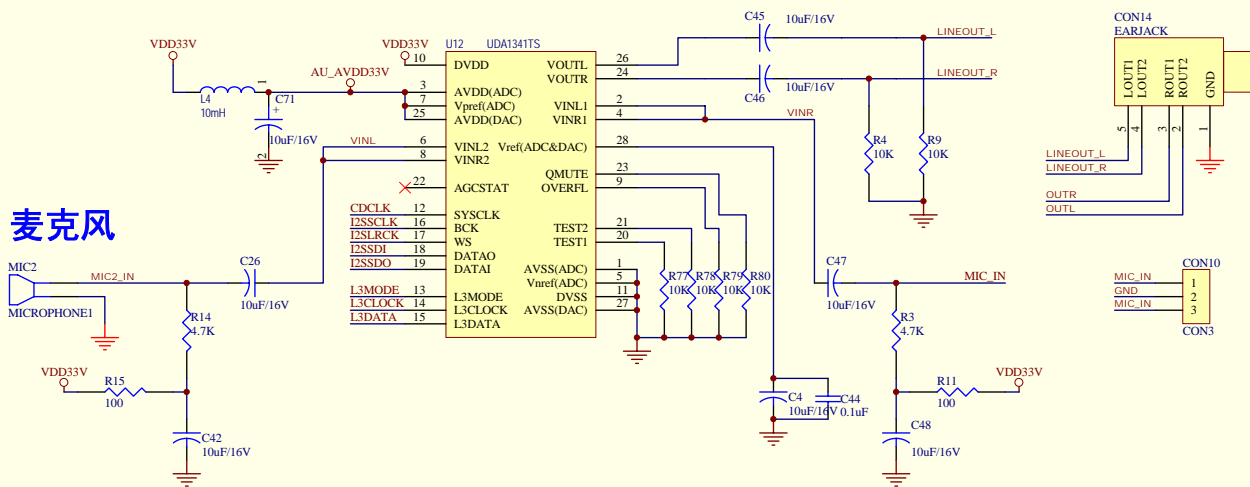 C45
10uF/16V
LINEOUT_L
CON14
EARJACK
VDD33V
VDD33V
U12
UDA1341TS
10
DVDD
VOUTL
26
VOUTR
24
C46
10uF/16V
LINEOUT_R
LOUT1
LOUT2
ROUT1
ROUT2
GND
5
4
3
2
1
AU_AVDD33V
L4
10mH
1
C71
+
10uF/16V
2
3
AVDD(ADC)
7
Vpref(ADC)
25
AVDD(DAC)
VINL1
2
VINR1
4
VINR
R4
10K
R9
10K
VINL
6
VINL2
8
VINR2
Vref(ADC&DAC)
28
LINEOUT_L
LINEOUT_R
OUTR
OUTL
22
AGCSTAT
QMUTE
23
OVERFL
9
麦克风
CDCLK
12
SYSCLK
I2SSCLK
16
BCK
I2SLRCK
17
WS
I2SSDI
18
DATAO
I2SSDO
19
DATAI
TEST2
21
TEST1
20
MIC2
MIC2_IN
MICROPHONE1
C26
10uF/16V
AVSS(ADC)
1
Vnref(ADC)
5
DVSS
11
AVSS(DAC)
27
R77
10K
R78
10K
R79
10K
R80
10K
C47
10uF/16V
MIC_IN
CON10
MIC_IN
1
GND
2
MIC_IN
3
CON3
L3MODE
13
L3MODE
L3CLOCK
14
L3CLOCK
L3DATA
15
L3DATA
R14
4.7K
R3
4.7K
VDD33V
R15
100
C42
10uF/16V
C4
10uF/16V
C44
0.1uF
R11
100
VDD33V
C48
10uF/16V